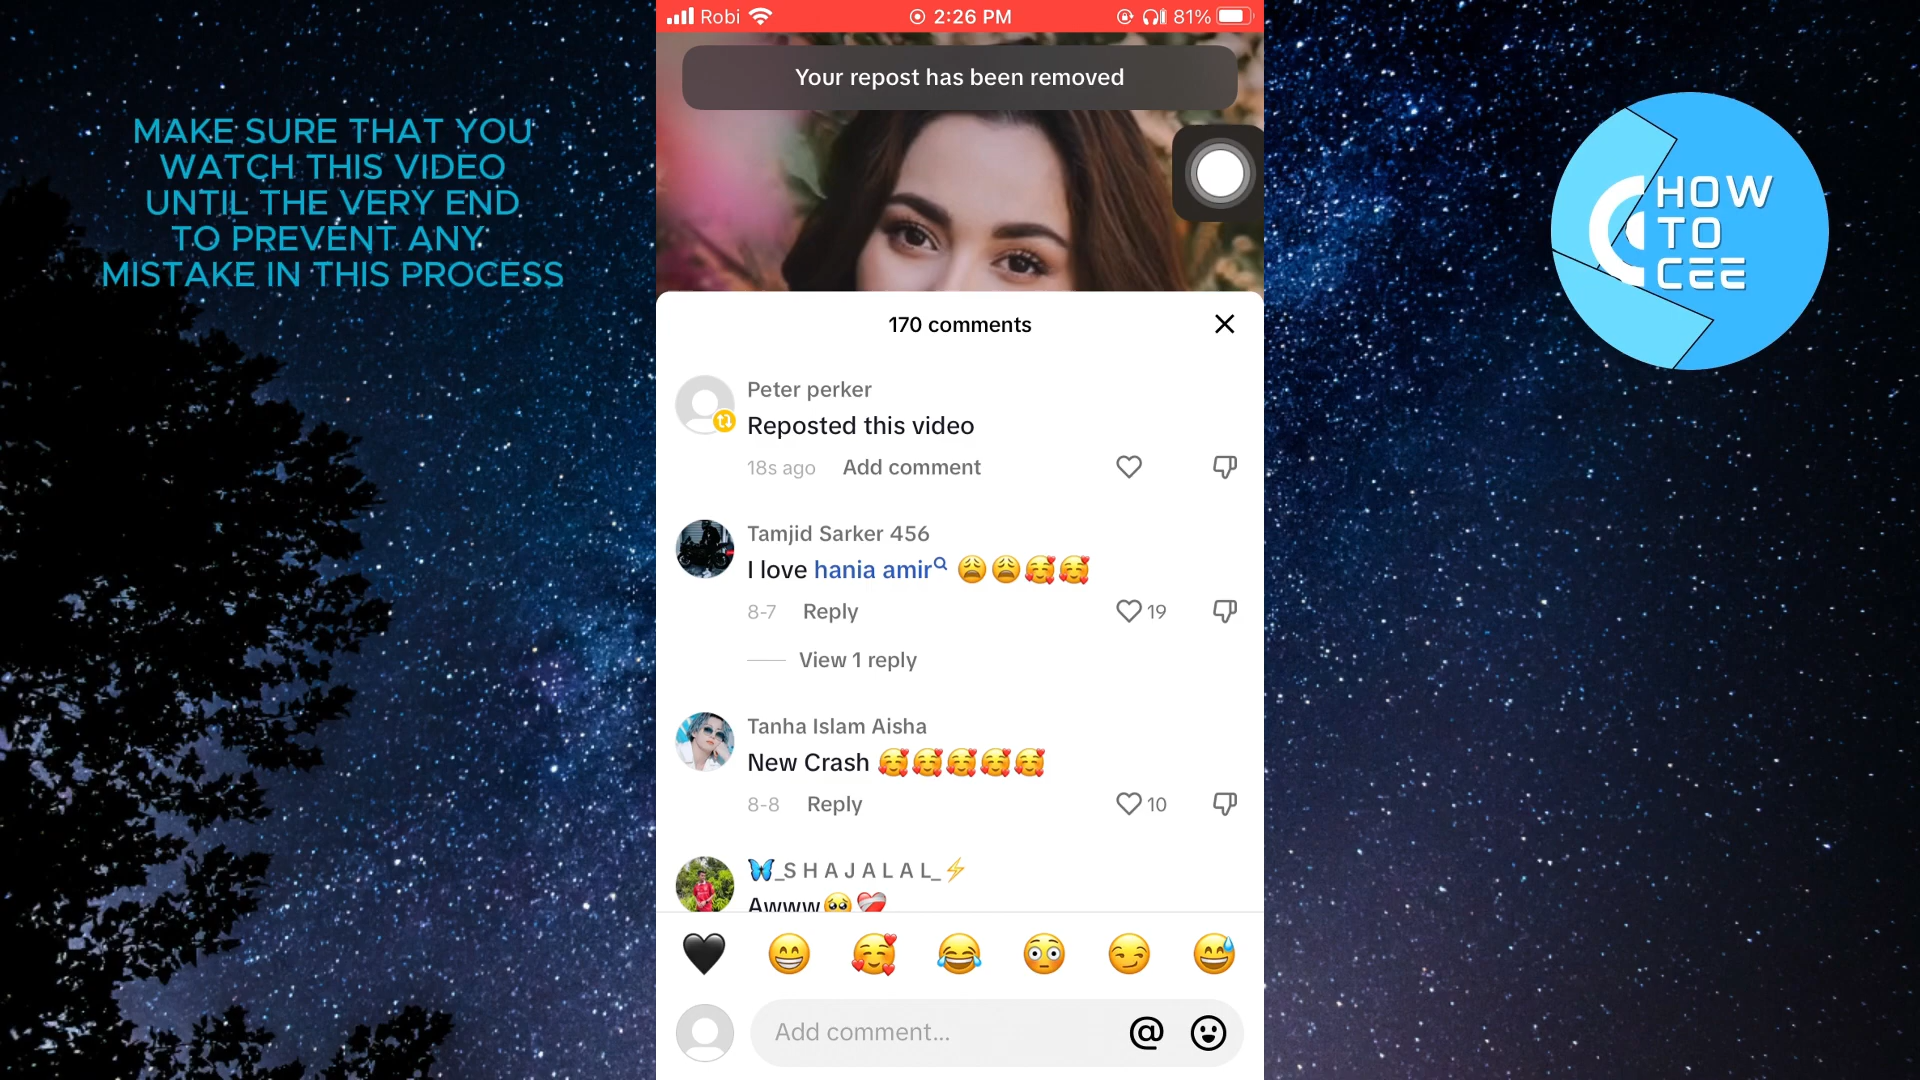 MAKE SURE THAT YOU
WATCH THIS VIDEO
UNTIL THE VERY END
TO PREVENT ANY
MISTAKE IN THIS PROCESS
Robi 2:26 PM 81%
Your repost has been removed
170 comments
Peter perker
Reposted this video
18s ago Add comment
Tamjid Sarker 456
I love hania amir 😩😩🥰🥰
8-7 Reply 19
View 1 reply
Tanha Islam Aisha
New Crash 🥰🥰🥰🥰🥰
8-8 Reply 10
🦋_S H A J A L A L_⚡
Awww🥹❤️‍🩹
Add comment... @
HOW
TO
CEE